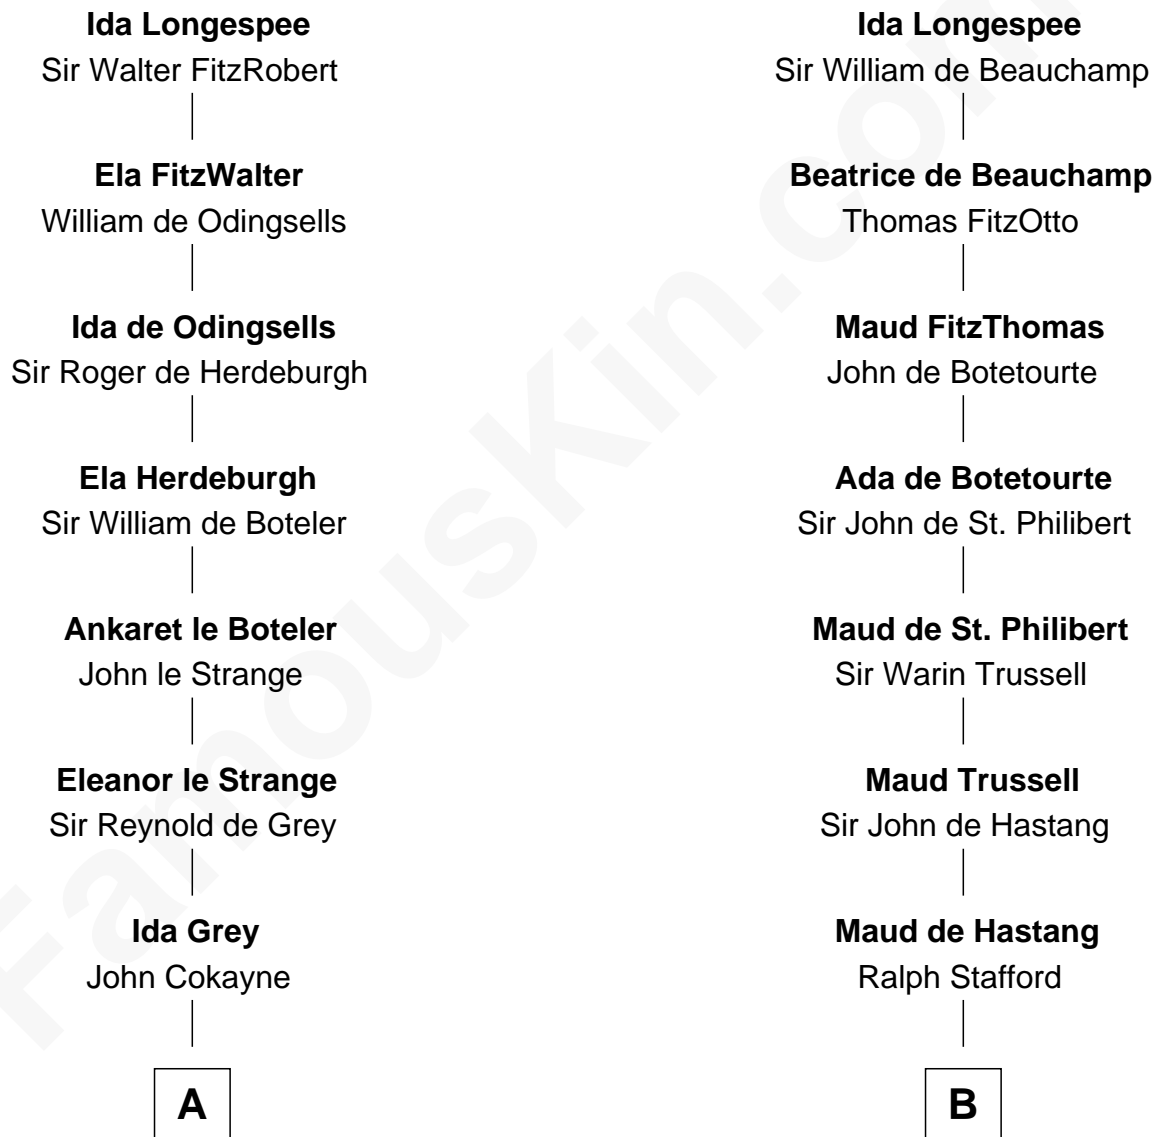 Ida Longespee
Sir Walter FitzRobert
Ela FitzWalter
William de Odingsells
Ida de Odingsells
Sir Roger de Herdeburgh
Ela Herdeburgh
Sir William de Boteler
Ankaret le Boteler
John le Strange
Eleanor le Strange
Sir Reynold de Grey
Ida Grey
John Cokayne
A
Ida Longespee
Sir William de Beauchamp
Beatrice de Beauchamp
Thomas FitzOtto
Maud FitzThomas
John de Botetourte
Ada de Botetourte
Sir John de St. Philibert
Maud de St. Philibert
Sir Warin Trussell
Maud Trussell
Sir John de Hastang
Maud de Hastang
Ralph Stafford
B
FamousKin.com